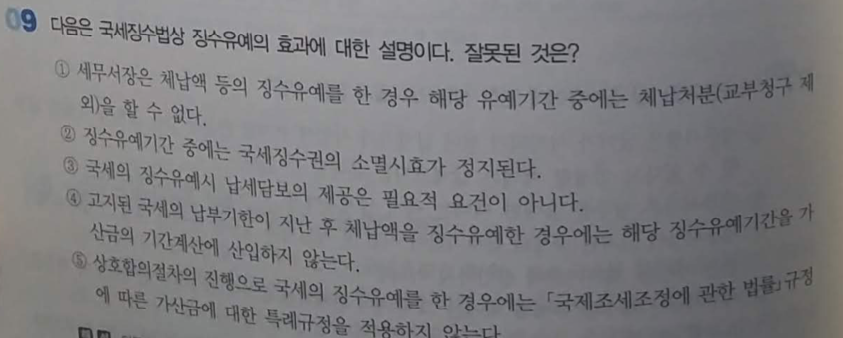 09 다음은 국세징수법상 징수유예의 효과에 대한 설명이다. 잘못된 것은?
① 세무서장은 체납액 등의 징수유예를 한 경우 해당 유예기간 중에는 체납처분(교부청구 제
외)을 할 수 없다.
② 징수유예기간 중에는 국세징수권의 소멸시효가 정지된다.
③ 국세의 징수유예시 납세담보의 제공은 필요적 요건이 아니다.
④ 고지된 국세의 납부기한이 지난 후 체납액을 징수유예한 경우에는 해당 징수유예기간을 가
산금의 기간계산에 산입하지 않는다.
⑤ 상호합의절차의 진행으로 국세의 징수유예를 한 경우에는 「국제조세조정에 관한 법률」규정
에 따른 가산금에 대한 특례규정을 적용하지 않는다.